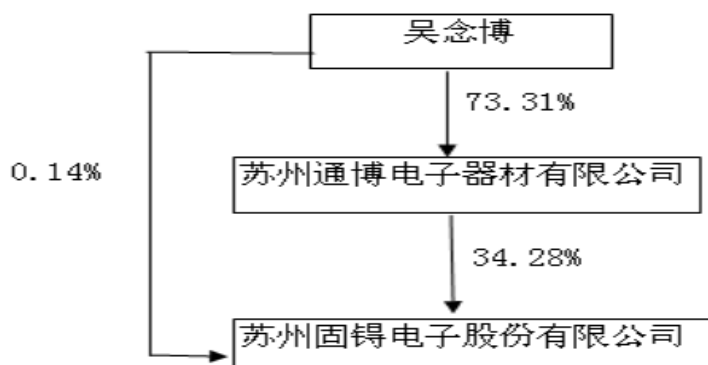 吴念博
73.31%
0.14%
苏州通博电子器材有限公司
34.28%
苏州固锝电子股份有限公司